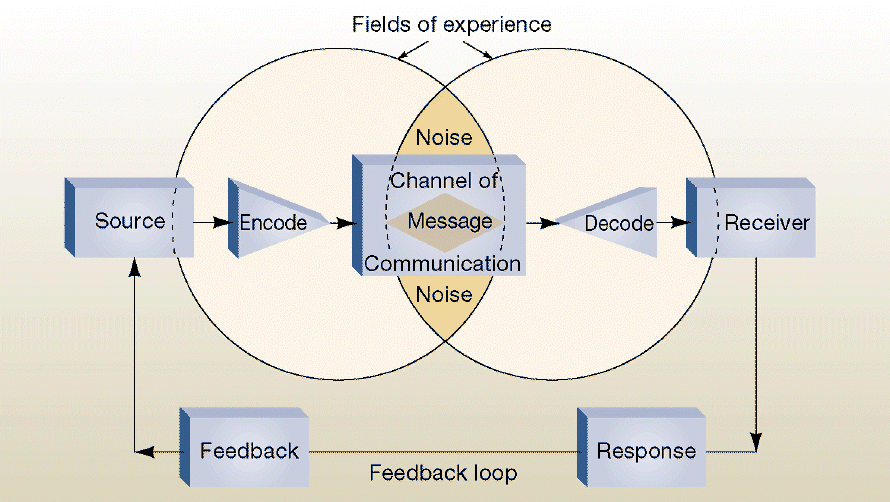 Fields of experience
Noise
Channel of
Source
Encode
Message
Decode
Receiver
Communication
Noise
Feedback
Response
Feedback loop